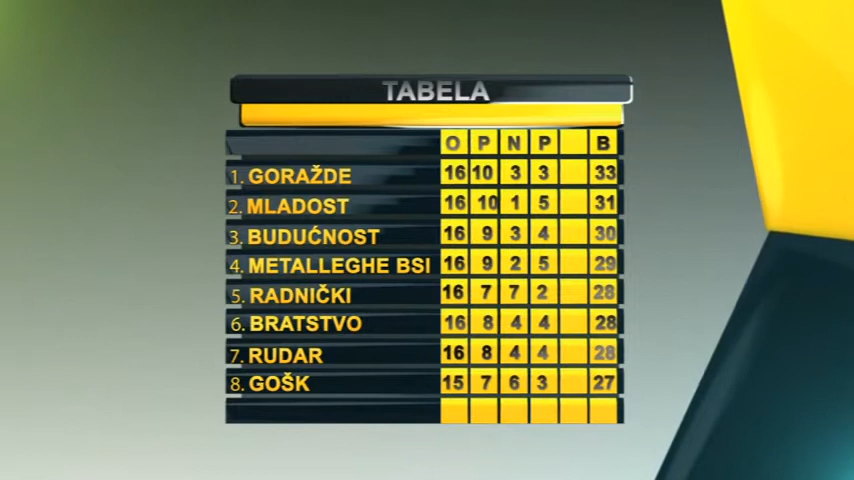 TABELA
O P N P B
1. GORAŽDE 16 10 3 3 33
2. MLADOST 16 10 1 5 31
3. BUDUĆNOST 16 9 3 4 30
4. METALLEGHE BSI 16 9 2 5 29
5. RADNIČKI 16 7 7 2 28
6. BRATSTVO 16 8 4 4 28
7. RUDAR 16 8 4 4 28
8. GOŠK 15 7 6 3 27